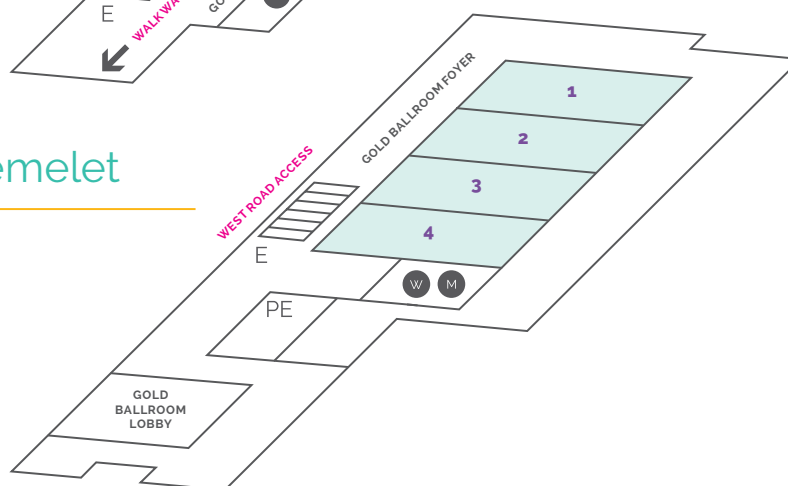 E
WALKWA
GO
emelet
GOLD BALLROOM FOYER
WEST ROAD ACCESS
1
2
3
4
E
W M
PE
GOLD
BALLROOM
LOBBY